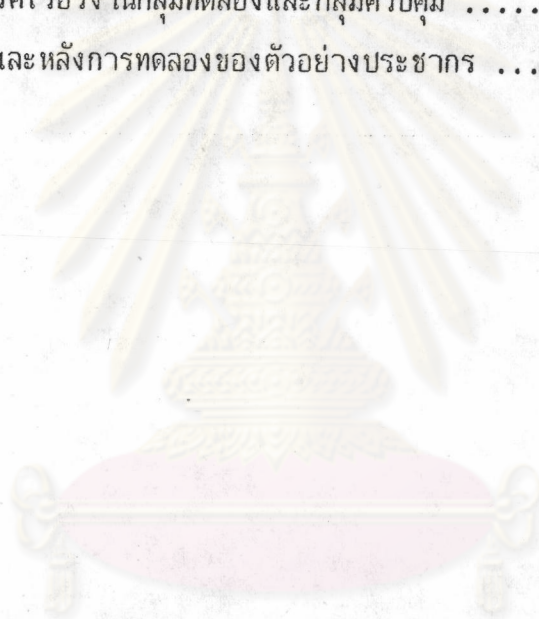 ในกลุ่มทดลองและกลุ่มควบคุม .....
และหลังการทดลองของตัวอย่างประชากร ...